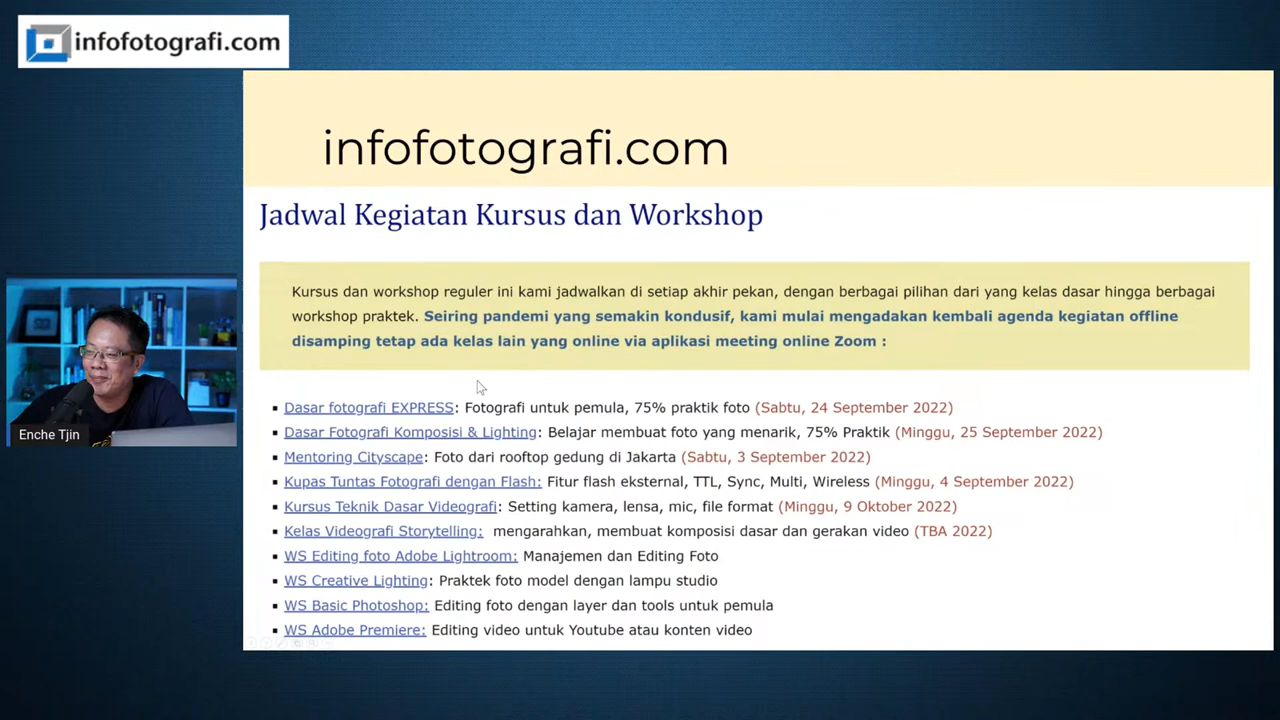 infofotografi.com
infofotografi.com
Jadwal Kegiatan Kursus dan Workshop
Kursus dan workshop reguler ini kami jadwalkan di setiap akhir pekan, dengan berbagai pilihan dari yang kelas dasar hingga berbagai
workshop praktek. Seiring pandemi yang semakin kondusif, kami mulai mengadakan kembali agenda kegiatan offline
disamping tetap ada kelas lain yang online via aplikasi meeting online Zoom :
▪ Dasar fotografi EXPRESS: Fotografi untuk pemula, 75% praktik foto (Sabtu, 24 September 2022)
▪ Dasar Fotografi Komposisi & Lighting: Belajar membuat foto yang menarik, 75% Praktik (Minggu, 25 September 2022)
▪ Mentoring Cityscape: Foto dari rooftop gedung di Jakarta (Sabtu, 3 September 2022)
▪ Kupas Tuntas Fotografi dengan Flash: Fitur flash eksternal, TTL, Sync, Multi, Wireless (Minggu, 4 September 2022)
▪ Kursus Teknik Dasar Videografi: Setting kamera, lensa, mic, file format (Minggu, 9 Oktober 2022)
▪ Kelas Videografi Storytelling: mengarahkan, membuat komposisi dasar dan gerakan video (TBA 2022)
▪ WS Editing foto Adobe Lightroom: Manajemen dan Editing Foto
▪ WS Creative Lighting: Praktek foto model dengan lampu studio
▪ WS Basic Photoshop: Editing foto dengan layer dan tools untuk pemula
▪ WS Adobe Premiere: Editing video untuk Youtube atau konten video
Enche Tjin